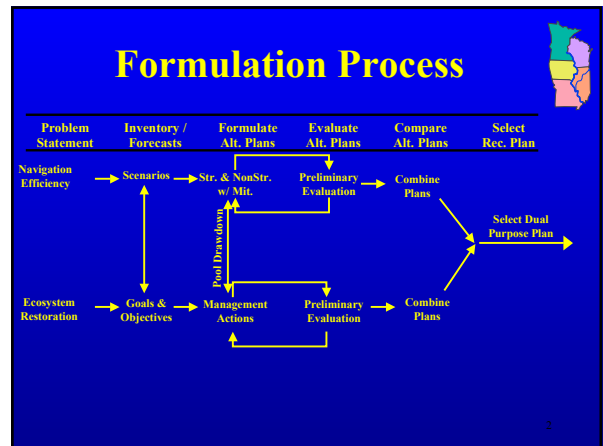 Formulation Process
Problem Inventory / Formulate Evaluate Compare Select
Statement Forecasts Alt. Plans Alt. Plans Alt. Plans Rec. Plan
Navigation
Efficiency
Scenarios
Str. & NonStr.
w/ Mit.
Preliminary
Evaluation
Combine
Plans
Select Dual
Purpose Plan
Pool Drawdown
Ecosystem
Restoration
Goals &
Objectives
Management
Actions
Preliminary
Evaluation
Combine
Plans
2